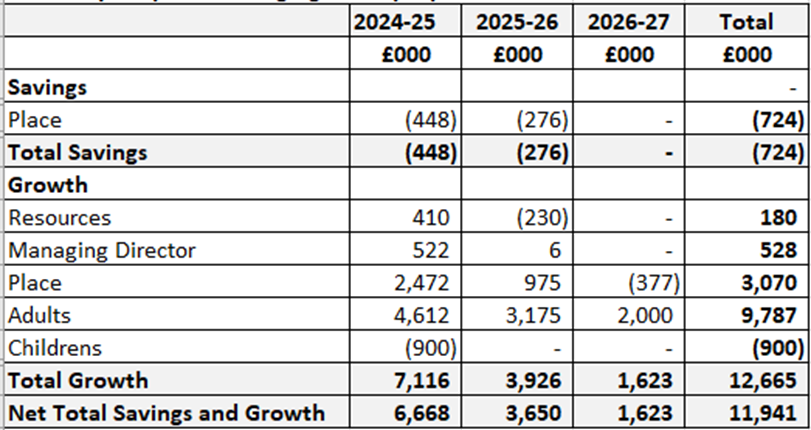 2024-25 2025-26 2026-27 Total
£000 £000 £000 £000
Savings -
Place (448) (276) - (724)
Total Savings (448) (276) - (724)
Growth
Resources 410 (230) - 180
Managing Director 522 6 - 528
Place 2,472 975 (377) 3,070
Adults 4,612 3,175 2,000 9,787
Childrens (900) - - (900)
Total Growth 7,116 3,926 1,623 12,665
Net Total Savings and Growth 6,668 3,650 1,623 11,941